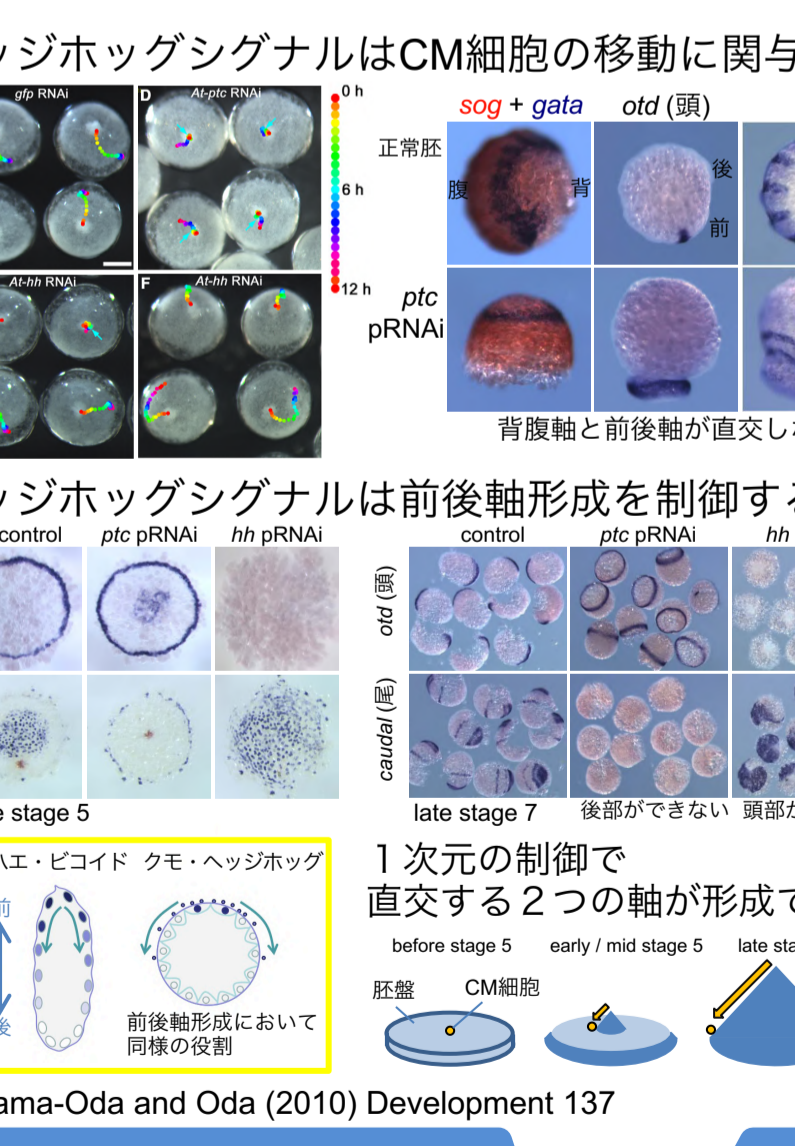 ッジホッグシグナルはCM細胞の移動に関与
gfp RNAi
D
At-ptc RNAi
0 h
6 h
12 h
At-hh RNAi
F
At-hh RNAi
sog + gata
otd (頭)
正常胚
腹
背
後
前
ptc
pRNAi
背腹軸と前後軸が直交し
ッジホッグシグナルは前後軸形成を制御する
control
ptc pRNAi
hh pRNAi
control
ptc pRNAi
hh
otd (頭)
caudal (尾)
e stage 5
late stage 7
後部ができない
頭部が
ハエ・ビコイド
クモ・ヘッジホッグ
前
後
前後軸形成において
同様の役割
１次元の制御で
直交する２つの軸が形成で
before stage 5
early / mid stage 5
late sta
胚盤
CM細胞
ama-Oda and Oda (2010) Development 137